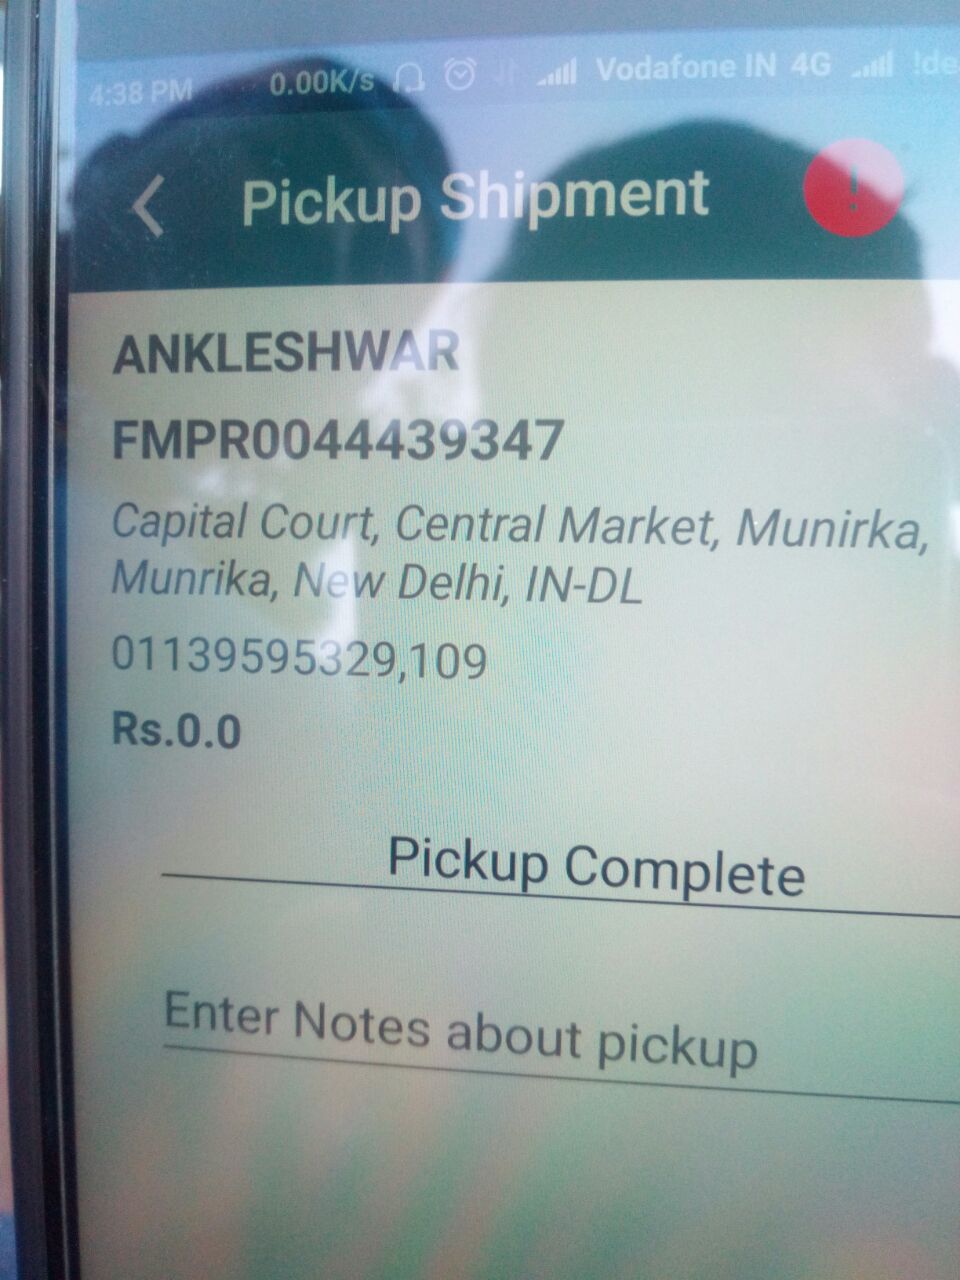 4:38 PM 0.00K/s Vodafone IN 4G !de
Pickup Shipment !
ANKLESHWAR
FMPR0044439347
Capital Court, Central Market, Munirka,
Munrika, New Delhi, IN-DL
01139595329,109
Rs.0.0
Pickup Complete
Enter Notes about pickup